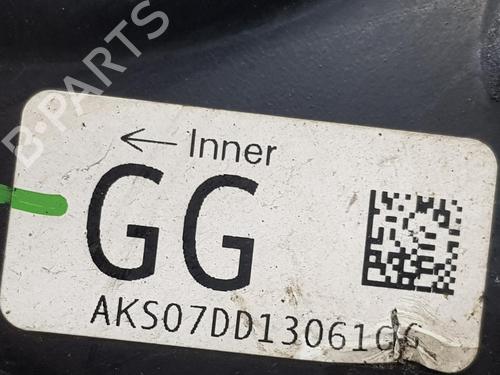 B-PARTS
← Inner
GG
AKS07DD13061GG